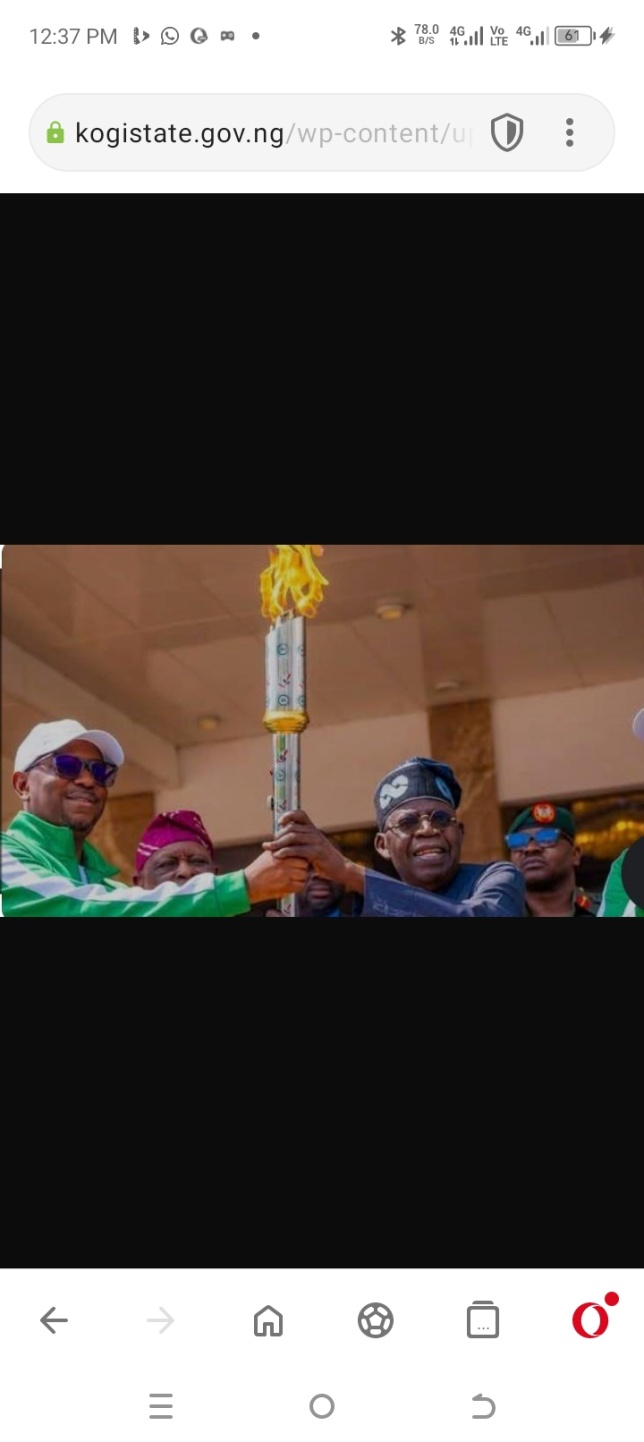 12:37 PM
78.0
B/S
4G
Vo
LTE
4G
61
kogistate.gov.ng/wp-content/u